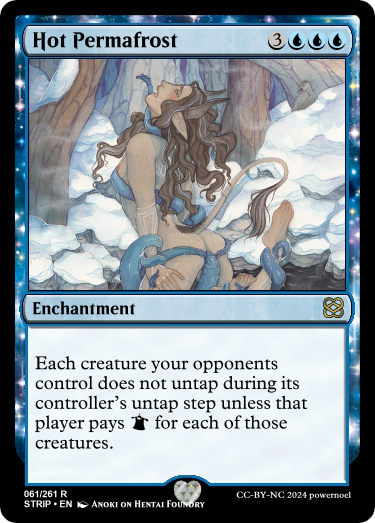 Hot Permafrost 3
Enchantment
Each creature your opponents
control does not untap during its
controller's untap step unless that
player pays for each of those
creatures.
061/261 R
STRIP • EN Anoki on Hentai Foundry
CC-BY-NC 2024 powernoel